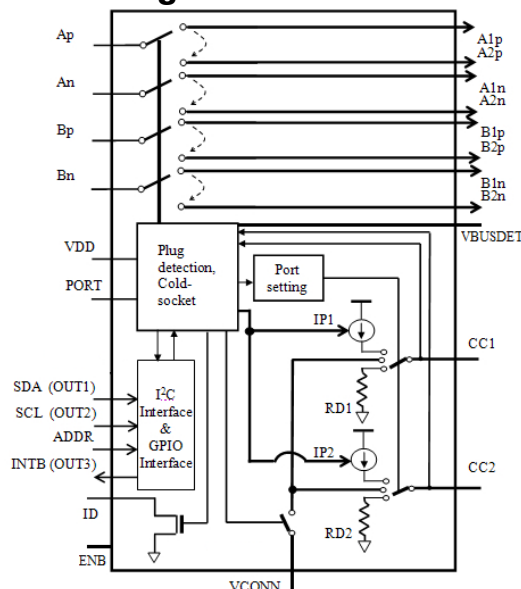 Ap
A1p
A2p
An
A1n
A2n
Bp
B1p
B2p
Bn
B1n
B2n
VBUSDET
VDD
PORT
Plug
detection,
Cold-
socket
Port
setting
IP1
CC1
RD1
SDA (OUT1)
SCL (OUT2)
ADDR
INTB (OUT3)
I²C
Interface
&
GPIO
Interface
IP2
CC2
RD2
ID
ENB
VCONN